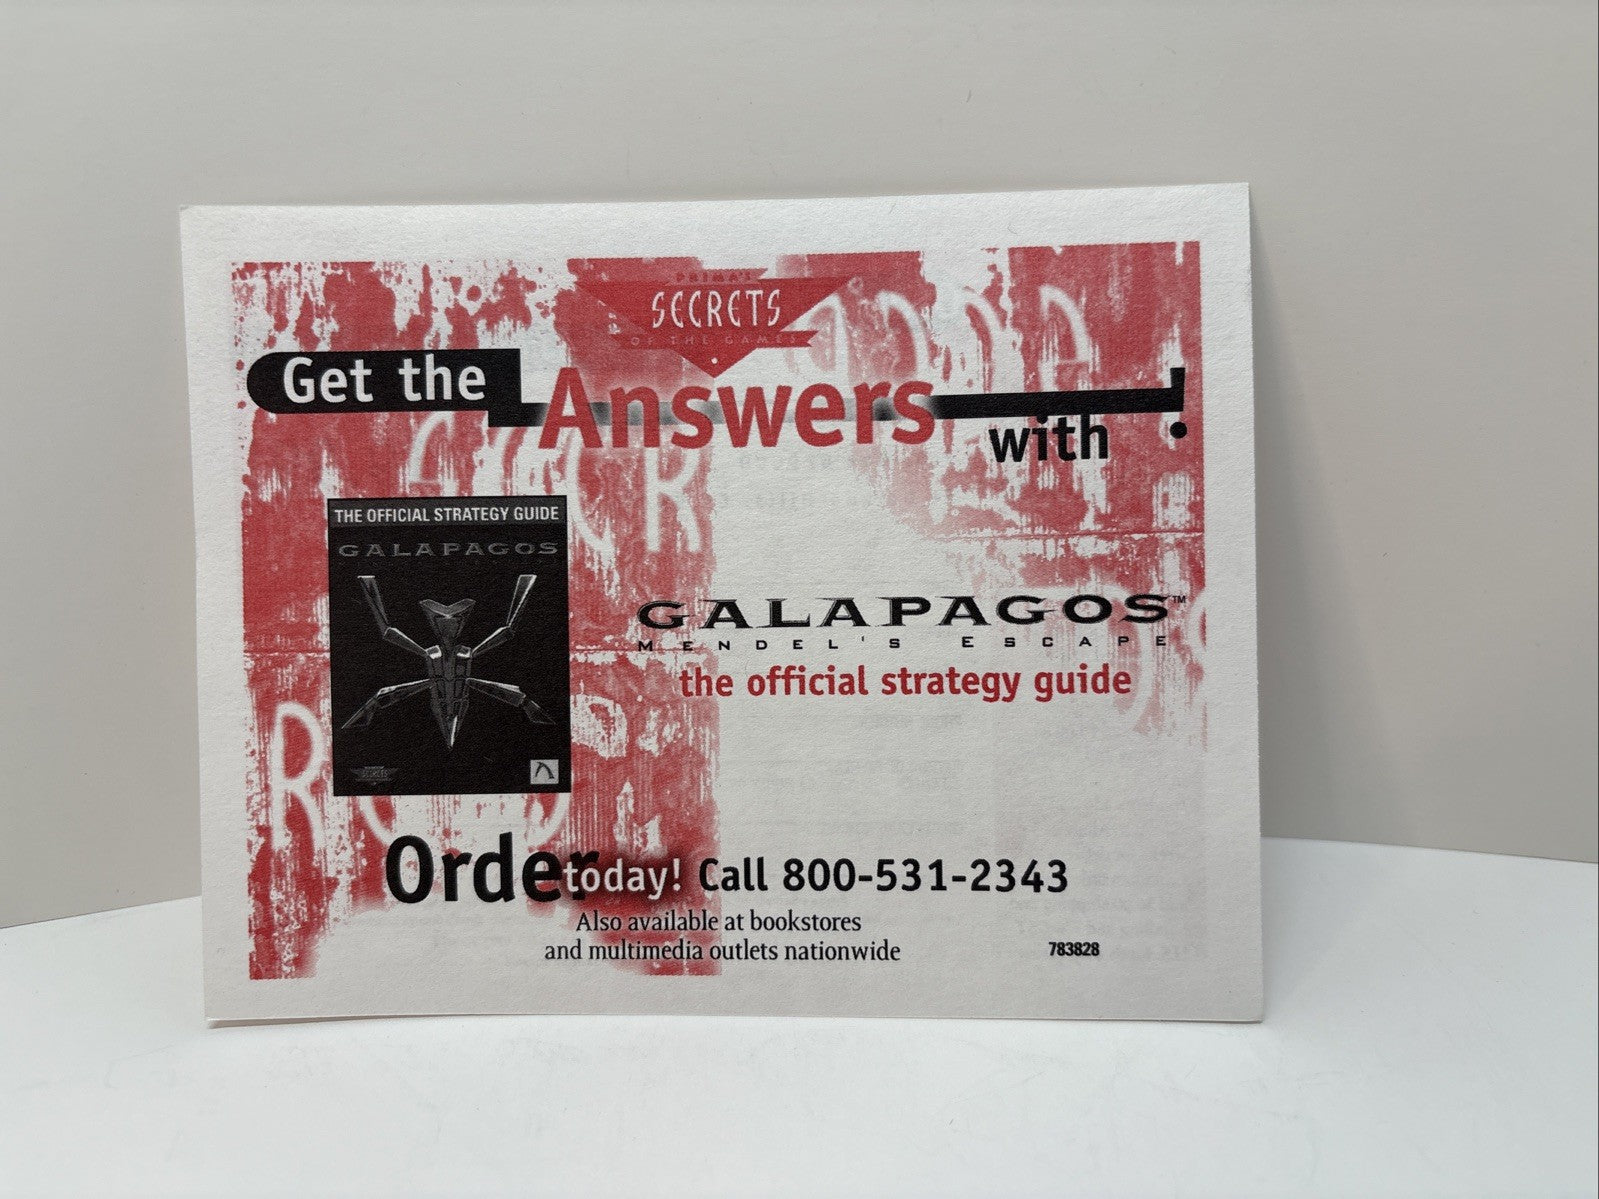 PRIMA'S
SECRETS
OF THE GAMES
Get the
Answers
with
!
THE OFFICIAL STRATEGY GUIDE
GALAPAGOS
SECRETS
GALAPAGOS™
MENDEL'S ESCAPE
the official strategy guide
Order today! Call 800-531-2343
Also available at bookstores
and multimedia outlets nationwide
783828